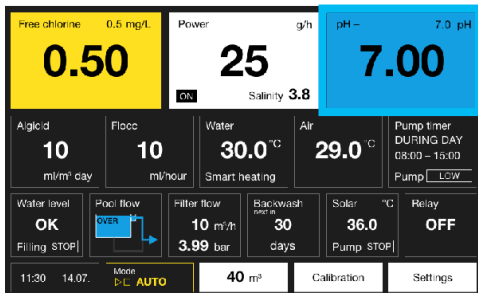 Free chlorine 0.5 mg/L
0.50
Power g/h
25
ON Salinity 3.8
pH – 7.0 pH
7.00
Algicid
10
ml/m³ day
Flocc
10
ml/hour
Water
30.0 °C
Smart heating
Air
29.0 °C
Pump timer
DURING DAY
08:00 – 15:00
Pump LOW
Water level
OK
Filling STOP
Pool flow
OVER
Filter flow
10 m³/h
3.99 bar
Backwash
next in
30
days
Solar °C
36.0
Pump STOP
Relay
OFF
11:30 14.07.
Mode
AUTO
40 m³
Calibration
Settings